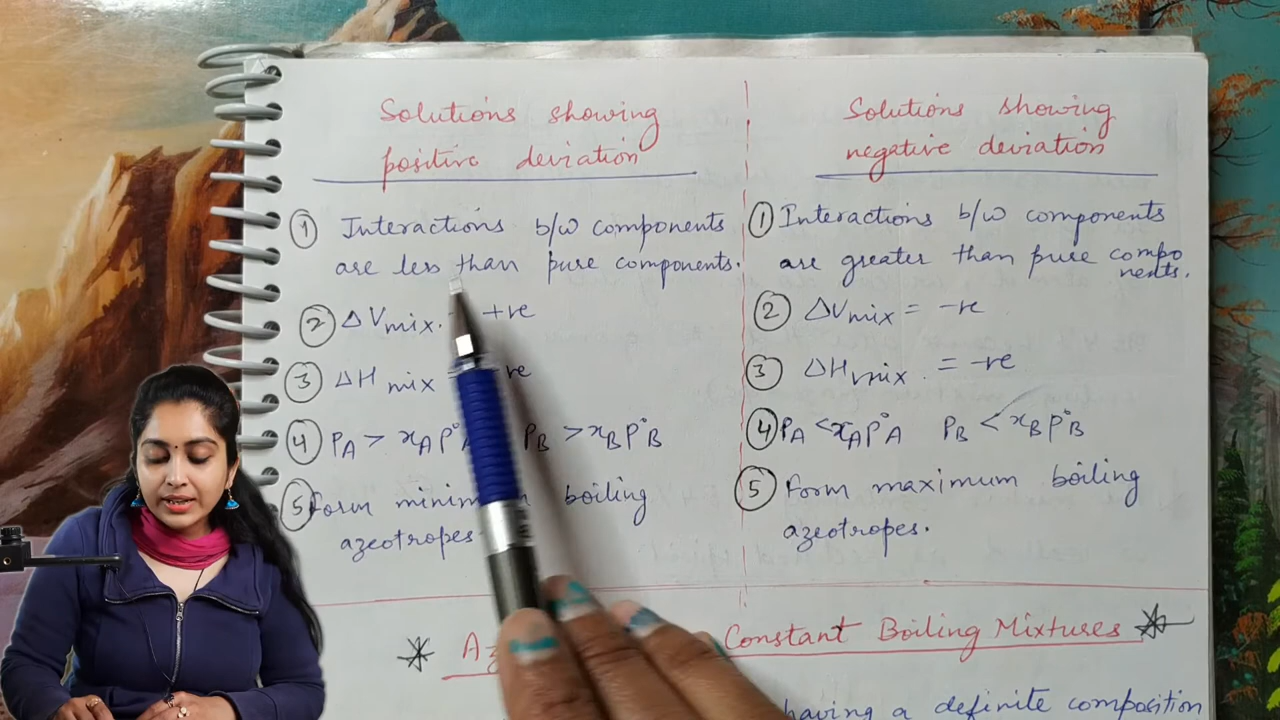 Solutions showing
positive deviation
① Interactions b/w components
are less than pure components.
② ΔVmix. +ve
③ ΔH mix ve
④ PA > xAp° PB > xBp°B
⑤ Form boiling
azeotropes
Solutions showing
negative deviation
① Interactions b/w components
are greater than pure compo
nents.
② ΔVmix = -ve
③ ΔHmix . = -ve
④ PA < xAp°A PB < xBp°B
⑤ Form maximum boiling
azeotropes.
Constant Boiling Mixtures
having a definite composition